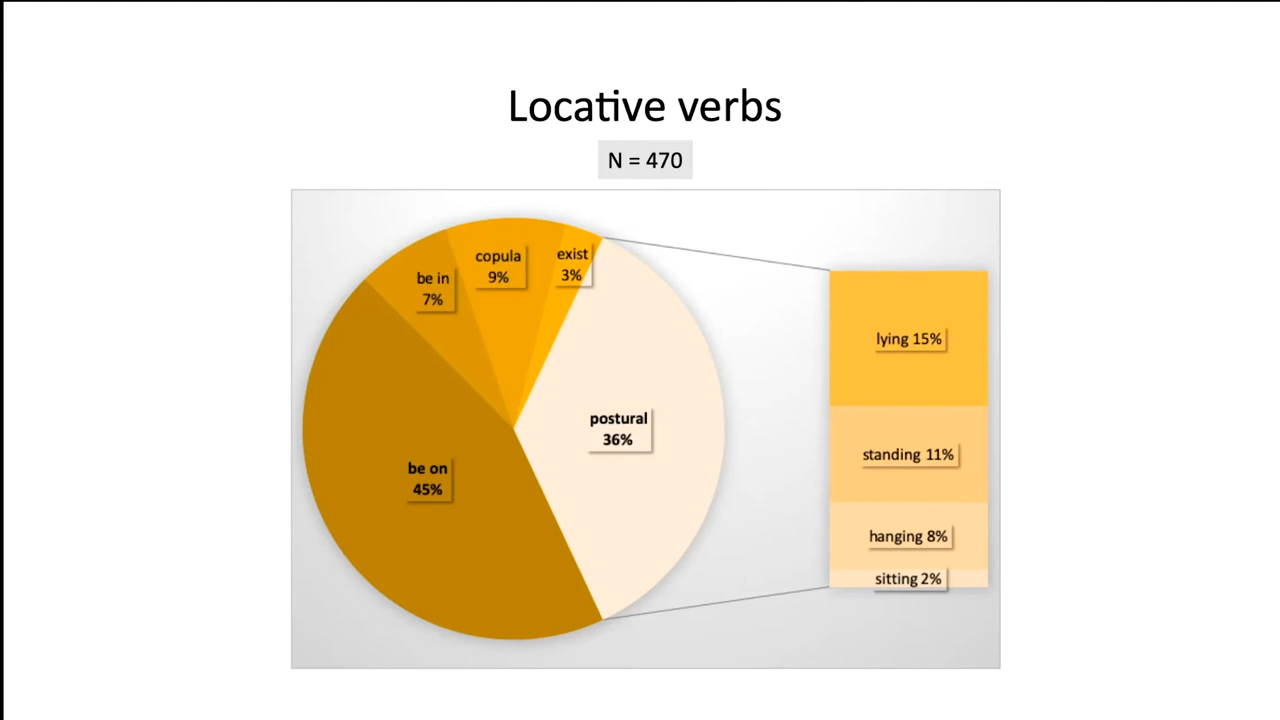 Locative verbs
N = 470
copula
9%
exist
3%
be in
7%
postural
36%
be on
45%
lying 15%
standing 11%
hanging 8%
sitting 2%